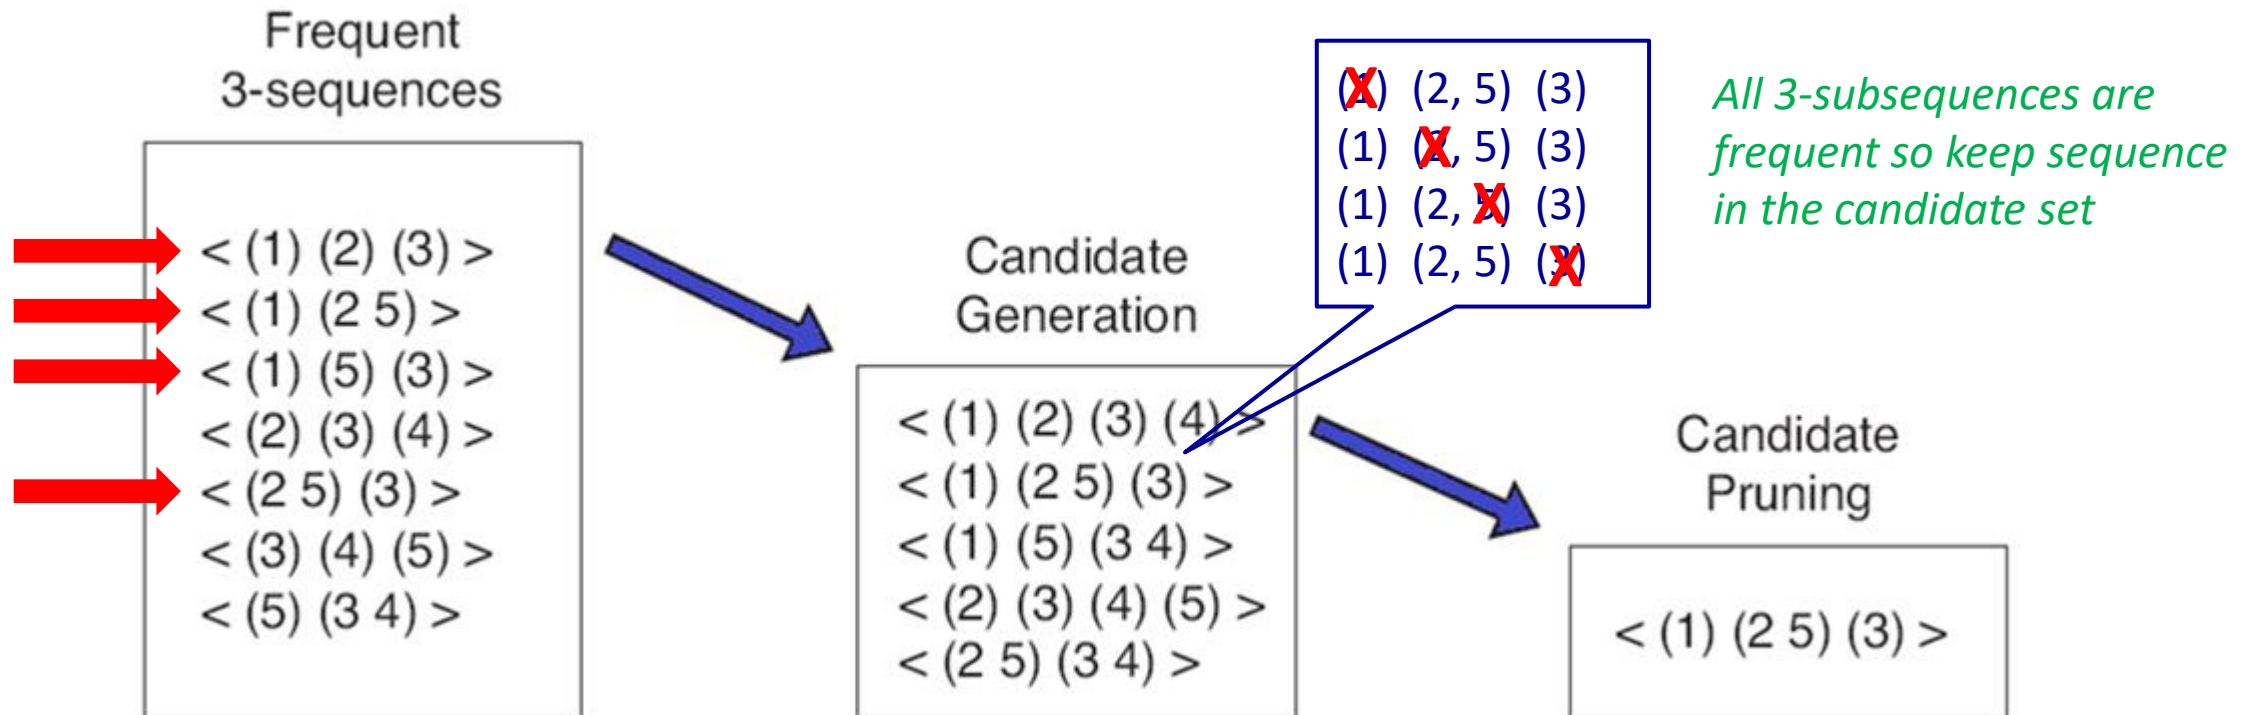 Frequent
3-sequences
< (1) (2) (3) >
< (1) (2 5) >
< (1) (5) (3) >
< (2) (3) (4) >
< (2 5) (3) >
< (3) (4) (5) >
< (5) (3 4) >
Candidate
Generation
< (1) (2) (3) (4) >
< (1) (2 5) (3) >
< (1) (5) (3 4) >
< (2) (3) (4) (5) >
< (2 5) (3 4) >
(1) (2, 5) (3)
(1) (2, 5) (3)
(1) (2, 5) (3)
(1) (2, 5) (3)
All 3-subsequences are
frequent so keep sequence
in the candidate set
Candidate
Pruning
< (1) (2 5) (3) >